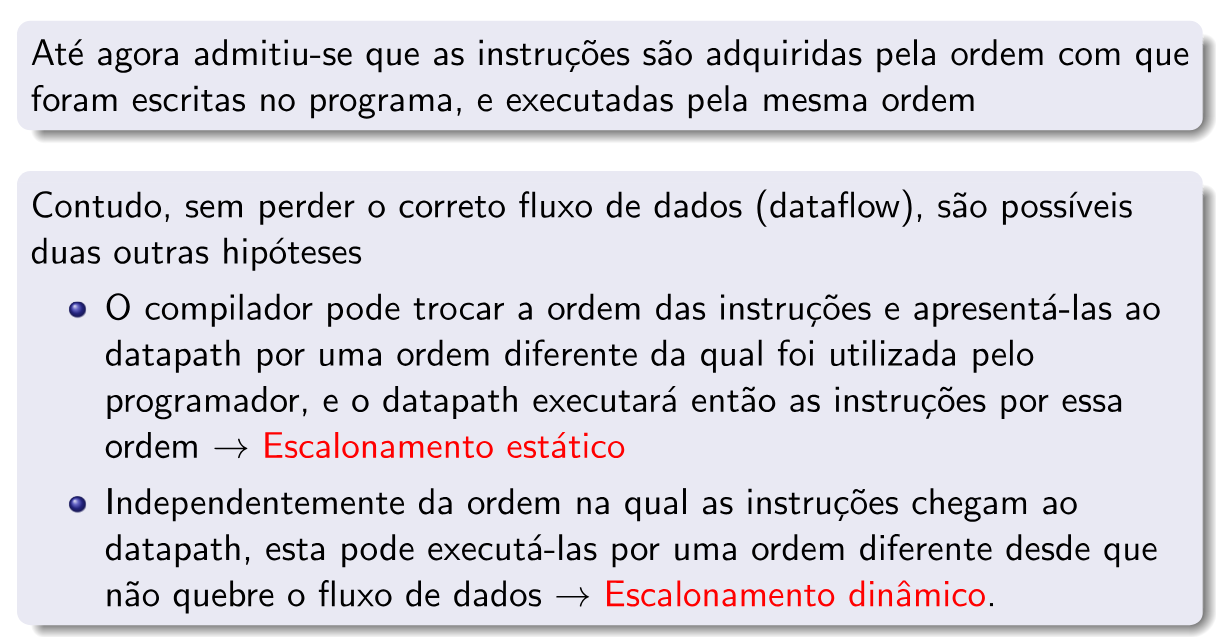 Até agora admitiu-se que as instruções são adquiridas pela ordem com que
foram escritas no programa, e executadas pela mesma ordem
Contudo, sem perder o correto fluxo de dados (dataflow), são possíveis
duas outras hipóteses
O compilador pode trocar a ordem das instruções e apresentá-las ao
datapath por uma ordem diferente da qual foi utilizada pelo
programador, e o datapath executará então as instruções por essa
ordem → Escalonamento estático
Independentemente da ordem na qual as instruções chegam ao
datapath, esta pode executá-las por uma ordem diferente desde que
não quebre o fluxo de dados → Escalonamento dinâmico.